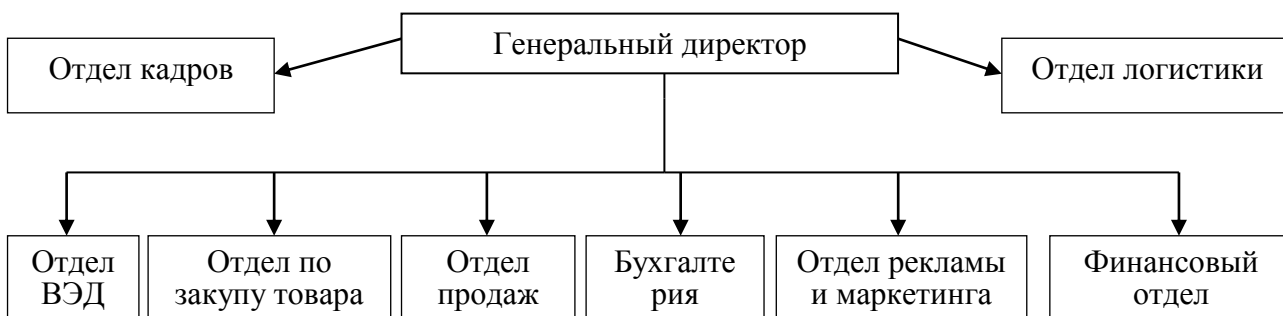 Генеральный директор
Отдел кадров
Отдел логистики
Отдел
ВЭД
Отдел по
закупу товара
Отдел
продаж
Бухгалте
рия
Отдел рекламы
и маркетинга
Финансовый
отдел